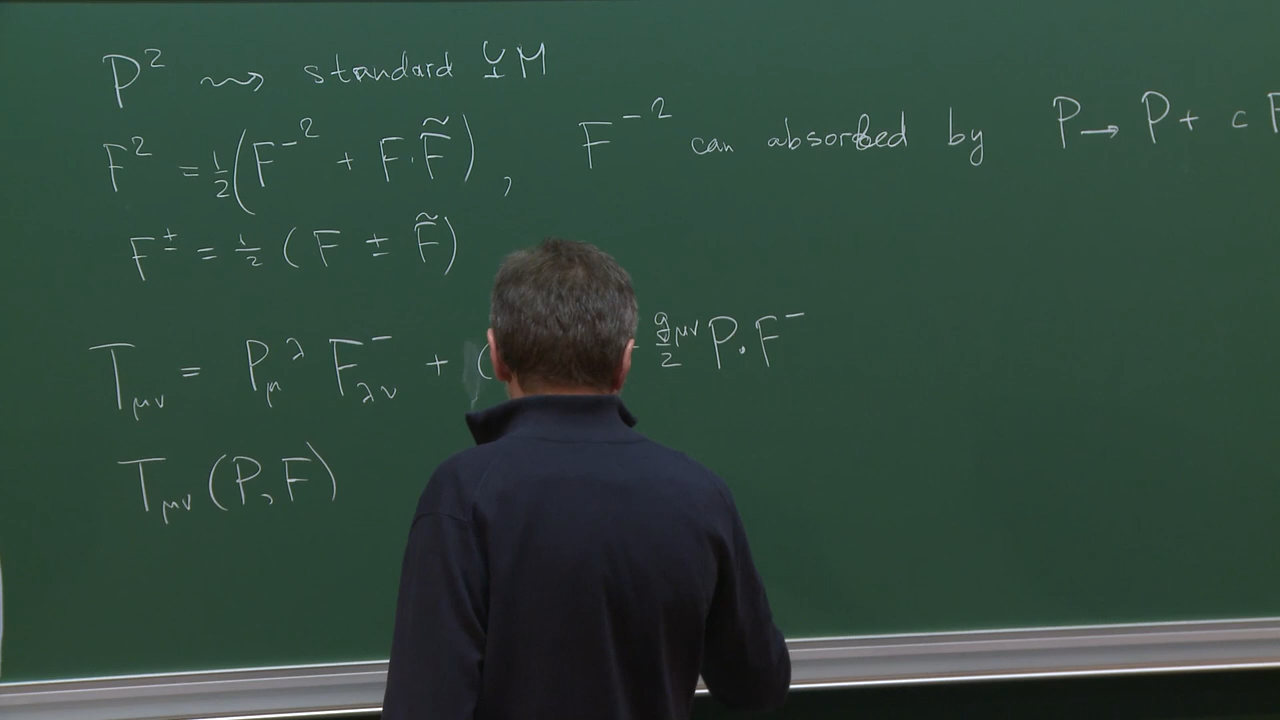 P² ⇝ standard YM
F² = ½(F⁻² + F·F̃), F⁻² can absorbed by P → P + c
F^± = ½ (F ± F̃)
T_μν = P_μ^λ F⁻_λν + ( g_μν/2 P·F⁻
T_μν (P, F)